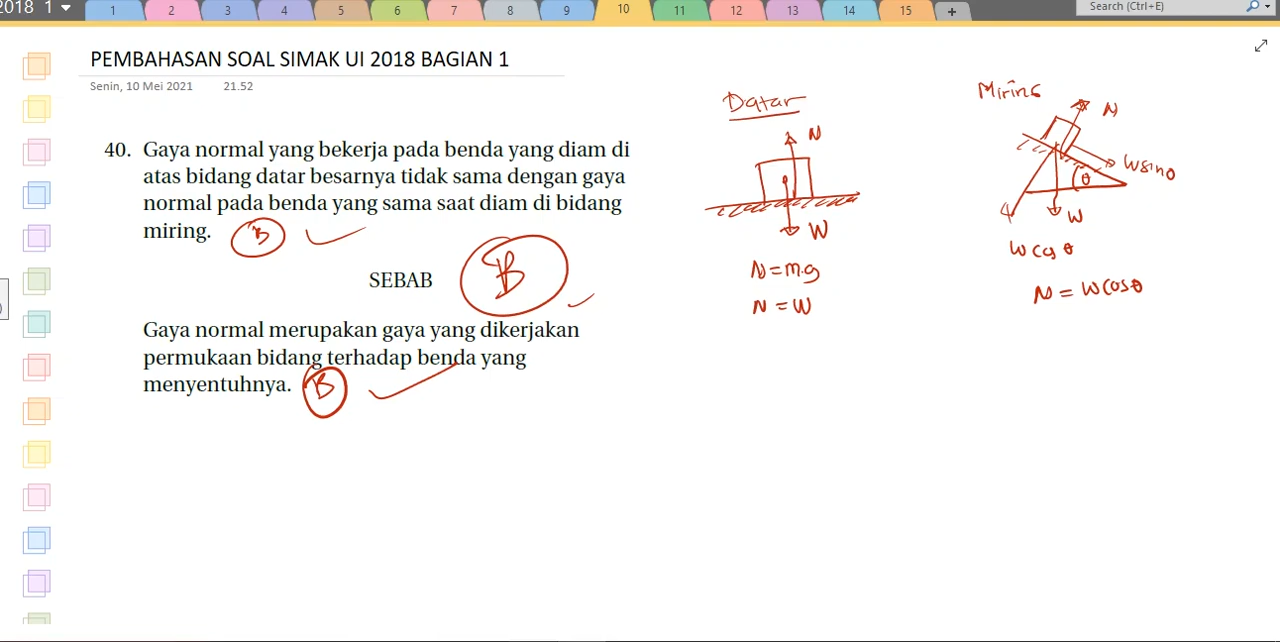 2018 1
1 2 3 4 5 6 7 8 9 10 11 12 13 14 15 +
Search (Ctrl+E)
PEMBAHASAN SOAL SIMAK UI 2018 BAGIAN 1
Senin, 10 Mei 2021 21.52
40. Gaya normal yang bekerja pada benda yang diam di
atas bidang datar besarnya tidak sama dengan gaya
normal pada benda yang sama saat diam di bidang
miring. B
SEBAB B
Gaya normal merupakan gaya yang dikerjakan
permukaan bidang terhadap benda yang
menyentuhnya. B
Datar
N
W
N = m.g
N = W
Miring
N
W sin θ
θ
W
W cos θ
N = W cos θ